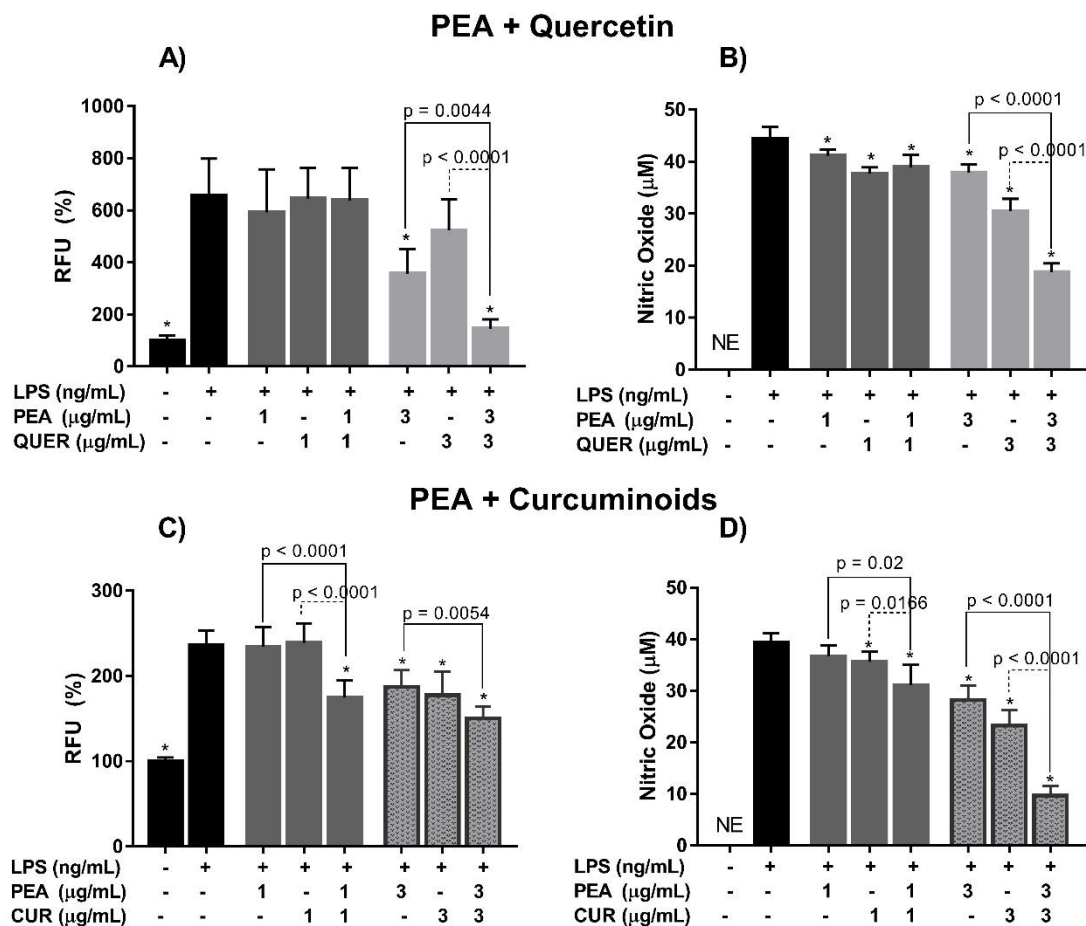 PEA + Quercetin
A)
p = 0.0044
p < 0.0001
1000
800
600
400
200
0
RFU (%)
*
*
*
LPS (ng/mL) - + + + + + + +
PEA (μg/mL) - - 1 - 1 3 - 3
QUER (μg/mL) - - - 1 1 - 3 3
B)
p < 0.0001
p < 0.0001
50
40
30
20
10
0
Nitric Oxide (μM)
NE
* * * * * *
LPS (ng/mL) - + + + + + + +
PEA (μg/mL) - - 1 - 1 3 - 3
QUER (μg/mL) - - - 1 1 - 3 3
PEA + Curcuminoids
C)
p < 0.0001
p < 0.0001
p = 0.0054
300
200
100
0
RFU (%)
* * * * *
LPS (ng/mL) - + + + + + + +
PEA (μg/mL) - - 1 - 1 3 - 3
CUR (μg/mL) - - - 1 1 - 3 3
D)
p = 0.02
p = 0.0166
p < 0.0001
p < 0.0001
50
40
30
20
10
0
Nitric Oxide (μM)
NE
* * * * *
LPS (ng/mL) - + + + + + + +
PEA (μg/mL) - - 1 - 1 3 - 3
CUR (μg/mL) - - - 1 1 - 3 3